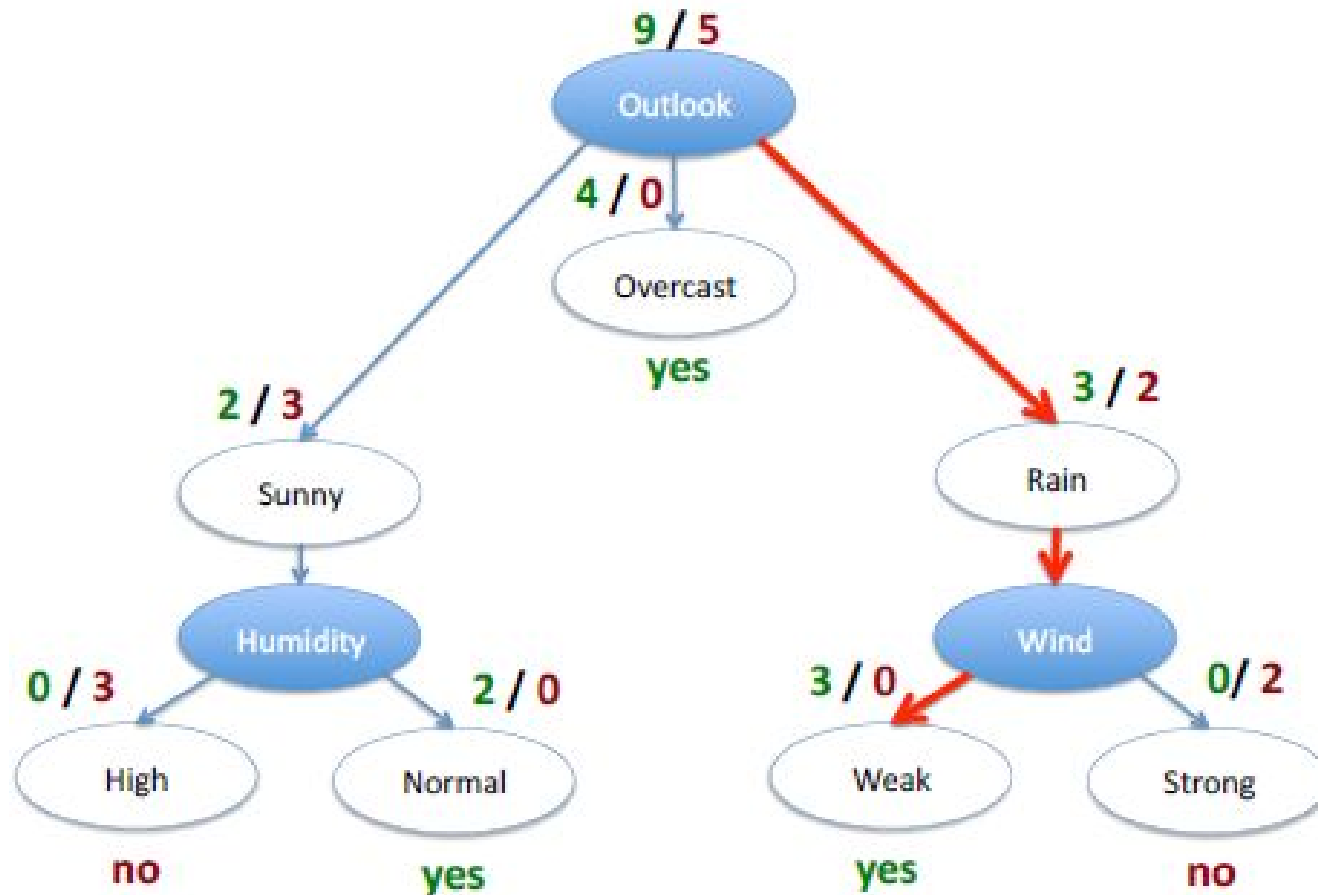 9 / 5
Outlook
4 / 0
Overcast
yes
2 / 3
3 / 2
Sunny
Rain
Humidity
Wind
0 / 3
2 / 0
3 / 0
0/ 2
High
Normal
Weak
Strong
no
yes
yes
no